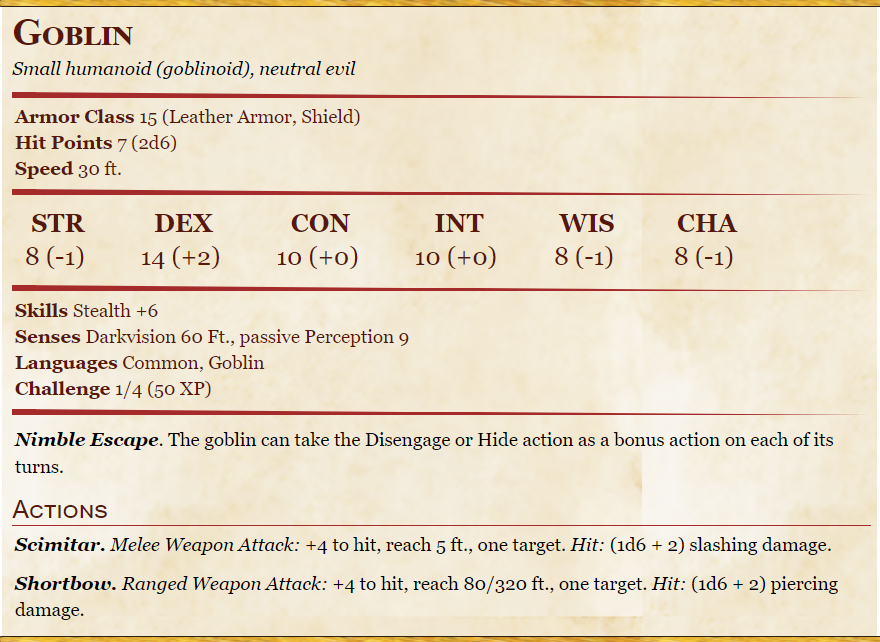 Goblin
Small humanoid (goblinoid), neutral evil
Armor Class 15 (Leather Armor, Shield)
Hit Points 7 (2d6)
Speed 30 ft.
STR DEX CON INT WIS CHA
8 (-1) 14 (+2) 10 (+0) 10 (+0) 8 (-1) 8 (-1)
Skills Stealth +6
Senses Darkvision 60 Ft., passive Perception 9
Languages Common, Goblin
Challenge 1/4 (50 XP)
Nimble Escape. The goblin can take the Disengage or Hide action as a bonus action on each of its
turns.
Actions
Scimitar. Melee Weapon Attack: +4 to hit, reach 5 ft., one target. Hit: (1d6 + 2) slashing damage.
Shortbow. Ranged Weapon Attack: +4 to hit, reach 80/320 ft., one target. Hit: (1d6 + 2) piercing
damage.